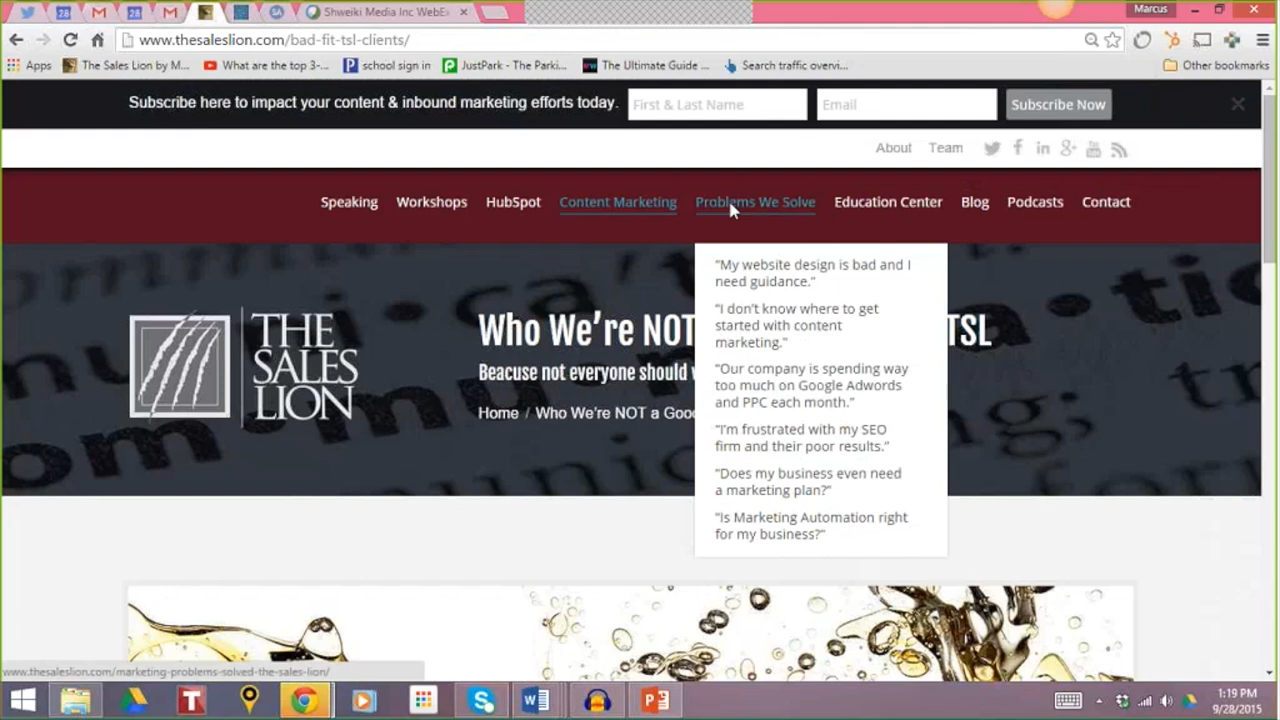 28
28
SA
Shweiki Media Inc WebEx
Marcus
www.thesaleslion.com/bad-fit-tsl-clients/
Apps
The Sales Lion by M...
What are the top 3-...
school sign in
JustPark - The Parki...
The Ultimate Guide ...
Search traffic overvi...
Other bookmarks
Subscribe here to impact your content & inbound marketing efforts today.
First & Last Name
Email
Subscribe Now
About
Team
Speaking
Workshops
HubSpot
Content Marketing
Problems We Solve
Education Center
Blog
Podcasts
Contact
"My website design is bad and I
need guidance."
"I don't know where to get
started with content
marketing."
"Our company is spending way
too much on Google Adwords
and PPC each month."
"I'm frustrated with my SEO
firm and their poor results."
"Does my business even need
a marketing plan?"
"Is Marketing Automation right
for my business?"
THE
SALES
LION
Who We're NOT TSL
Beacuse not everyone should
Home / Who We're NOT a Good
www.thesaleslion.com/marketing-problems-solved-the-sales-lion/
1:19 PM
9/28/2015